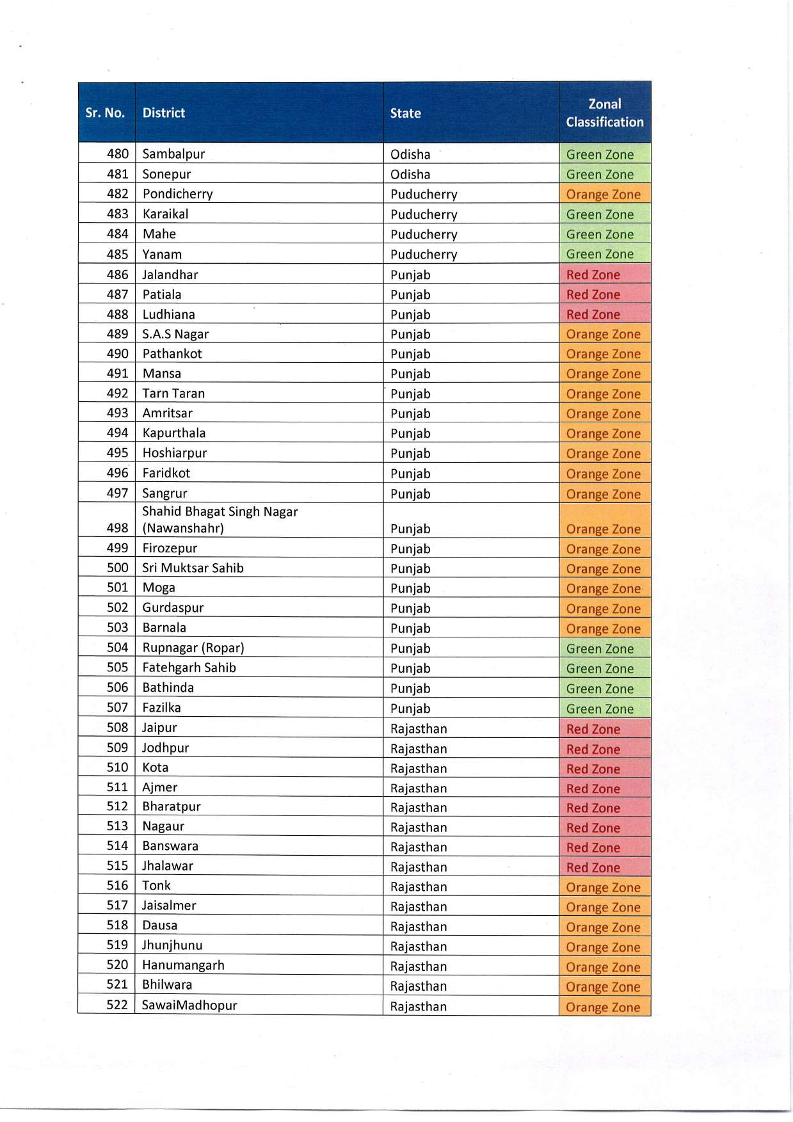 Sr. No. District State Zonal Classification
480 Sambalpur Odisha Green Zone
481 Sonepur Odisha Green Zone
482 Pondicherry Puducherry Orange Zone
483 Karaikal Puducherry Green Zone
484 Mahe Puducherry Green Zone
485 Yanam Puducherry Green Zone
486 Jalandhar Punjab Red Zone
487 Patiala Punjab Red Zone
488 Ludhiana Punjab Red Zone
489 S.A.S Nagar Punjab Orange Zone
490 Pathankot Punjab Orange Zone
491 Mansa Punjab Orange Zone
492 Tarn Taran Punjab Orange Zone
493 Amritsar Punjab Orange Zone
494 Kapurthala Punjab Orange Zone
495 Hoshiarpur Punjab Orange Zone
496 Faridkot Punjab Orange Zone
497 Sangrur Punjab Orange Zone
Shahid Bhagat Singh Nagar
498 (Nawanshahr) Punjab Orange Zone
499 Firozepur Punjab Orange Zone
500 Sri Muktsar Sahib Punjab Orange Zone
501 Moga Punjab Orange Zone
502 Gurdaspur Punjab Orange Zone
503 Barnala Punjab Orange Zone
504 Rupnagar (Ropar) Punjab Green Zone
505 Fatehgarh Sahib Punjab Green Zone
506 Bathinda Punjab Green Zone
507 Fazilka Punjab Green Zone
508 Jaipur Rajasthan Red Zone
509 Jodhpur Rajasthan Red Zone
510 Kota Rajasthan Red Zone
511 Ajmer Rajasthan Red Zone
512 Bharatpur Rajasthan Red Zone
513 Nagaur Rajasthan Red Zone
514 Banswara Rajasthan Red Zone
515 Jhalawar Rajasthan Red Zone
516 Tonk Rajasthan Orange Zone
517 Jaisalmer Rajasthan Orange Zone
518 Dausa Rajasthan Orange Zone
519 Jhunjhunu Rajasthan Orange Zone
520 Hanumangarh Rajasthan Orange Zone
521 Bhilwara Rajasthan Orange Zone
522 SawaiMadhopur Rajasthan Orange Zone